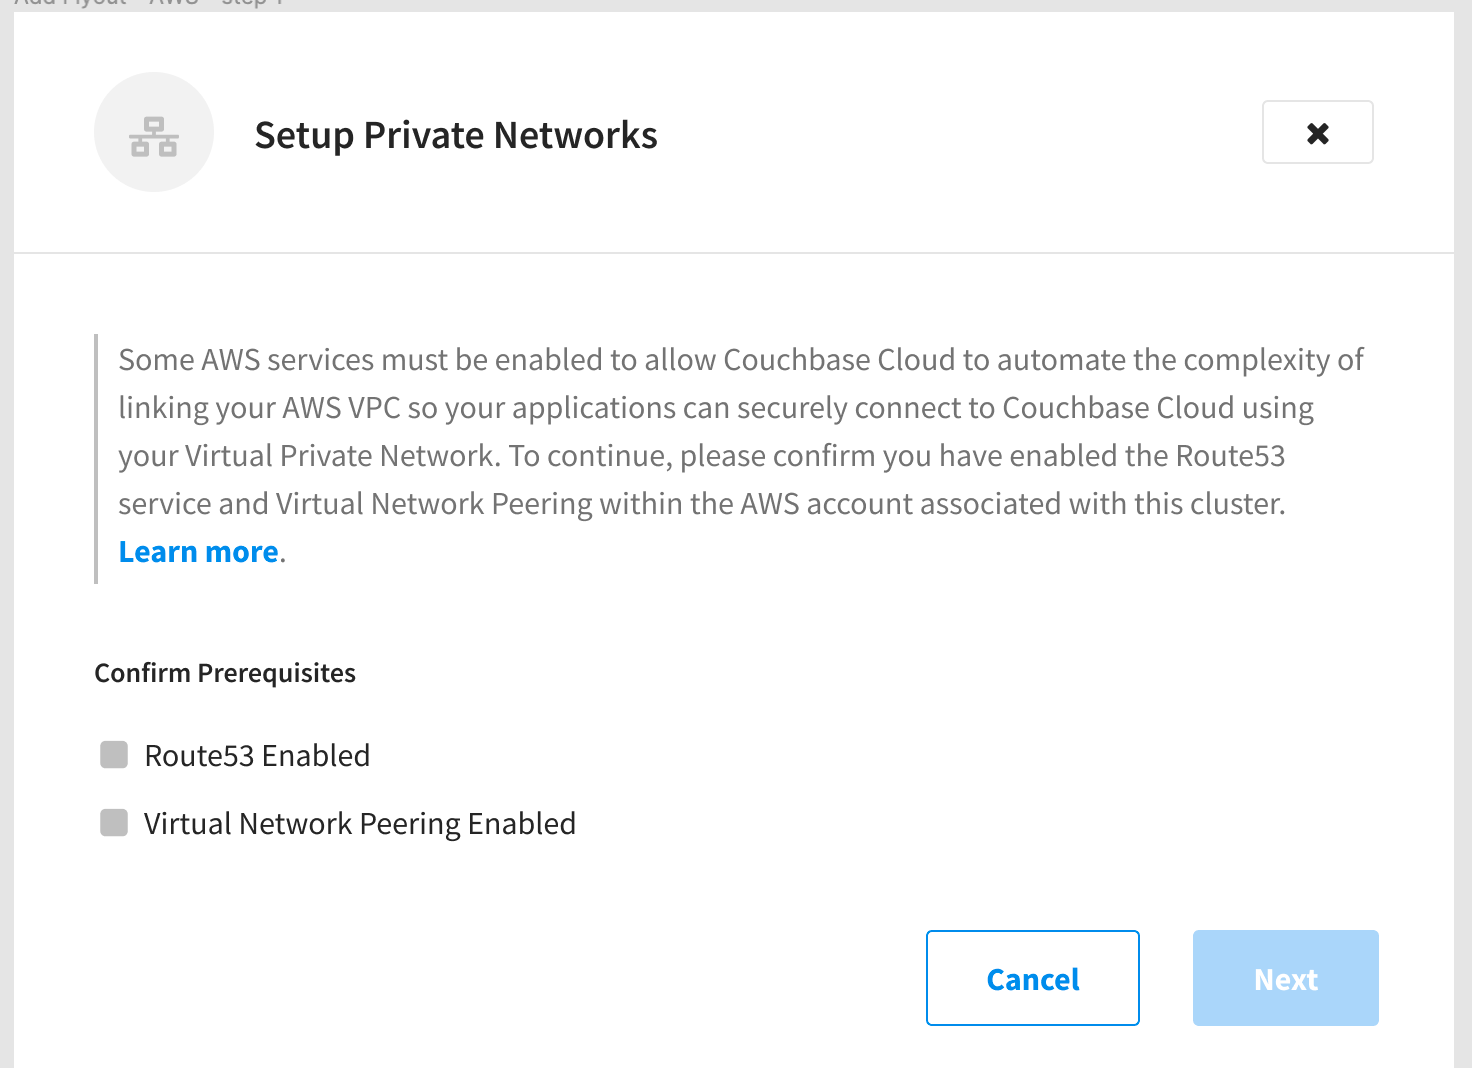 Setup Private Networks
Some AWS services must be enabled to allow Couchbase Cloud to automate the complexity of
linking your AWS VPC so your applications can securely connect to Couchbase Cloud using
your Virtual Private Network. To continue, please confirm you have enabled the Route53
service and Virtual Network Peering within the AWS account associated with this cluster.
Learn more.
Confirm Prerequisites
Route53 Enabled
Virtual Network Peering Enabled
Cancel
Next